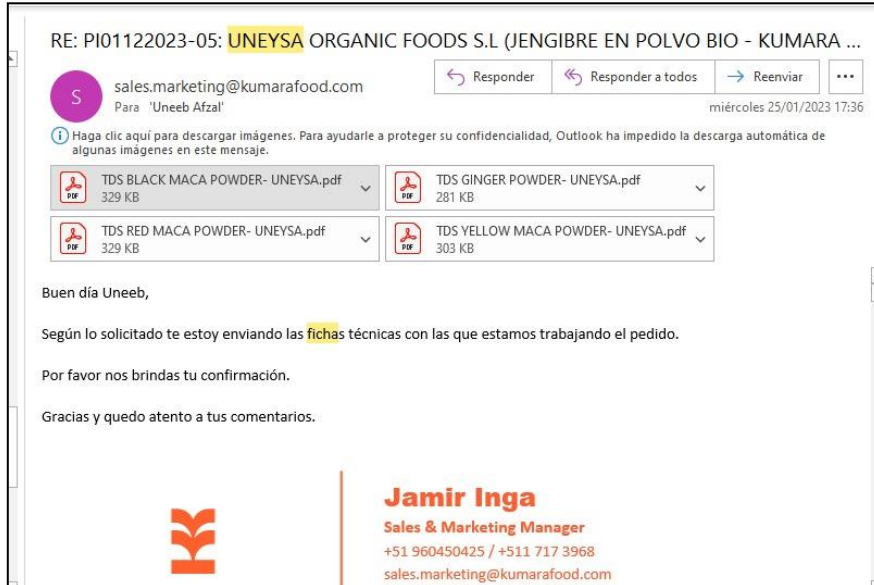 RE: PI01122023-05: UNEYSA ORGANIC FOODS S.L (JENGIBRE EN POLVO BIO - KUMARA ...
S
sales.marketing@kumarafood.com
Para 'Uneeb Afzal'
Responder
Responder a todos
Reenviar
...
miércoles 25/01/2023 17:36
Haga clic aquí para descargar imágenes. Para ayudarle a proteger su confidencialidad, Outlook ha impedido la descarga automática de
algunas imágenes en este mensaje.
PDF
TDS BLACK MACA POWDER- UNEYSA.pdf
329 KB
PDF
TDS GINGER POWDER- UNEYSA.pdf
281 KB
PDF
TDS RED MACA POWDER- UNEYSA.pdf
329 KB
PDF
TDS YELLOW MACA POWDER- UNEYSA.pdf
303 KB
Buen día Uneeb,
Según lo solicitado te estoy enviando las fichas técnicas con las que estamos trabajando el pedido.
Por favor nos brindas tu confirmación.
Gracias y quedo atento a tus comentarios.
Jamir Inga
Sales & Marketing Manager
+51 960450425 / +511 717 3968
sales.marketing@kumarafood.com